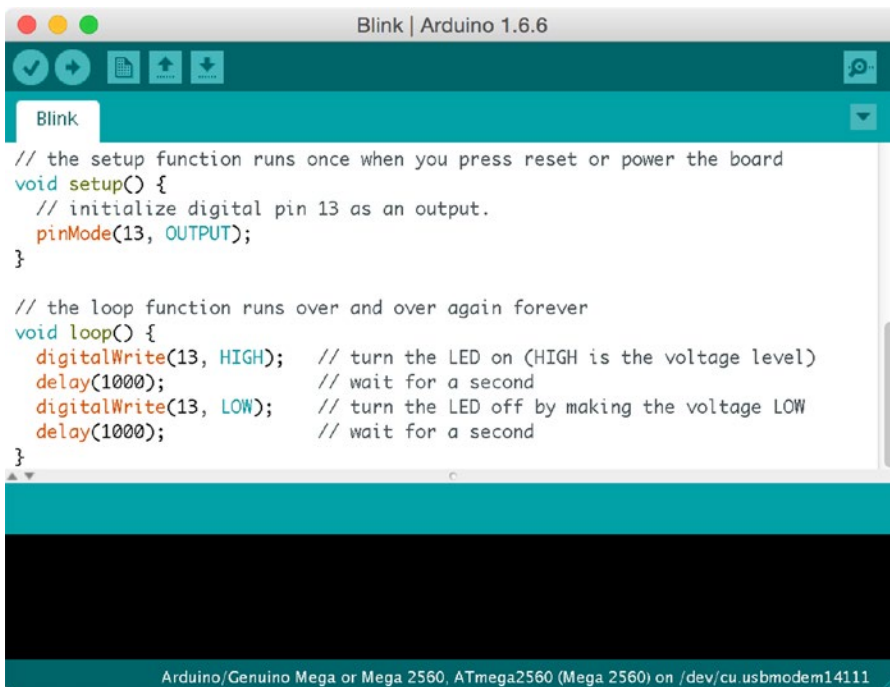 Blink | Arduino 1.6.6
Blink
// the setup function runs once when you press reset or power the board
void setup() {
  // initialize digital pin 13 as an output.
  pinMode(13, OUTPUT);
}

// the loop function runs over and over again forever
void loop() {
  digitalWrite(13, HIGH);   // turn the LED on (HIGH is the voltage level)
  delay(1000);              // wait for a second
  digitalWrite(13, LOW);    // turn the LED off by making the voltage LOW
  delay(1000);              // wait for a second
}
Arduino/Genuino Mega or Mega 2560, ATmega2560 (Mega 2560) on /dev/cu.usbmodem14111